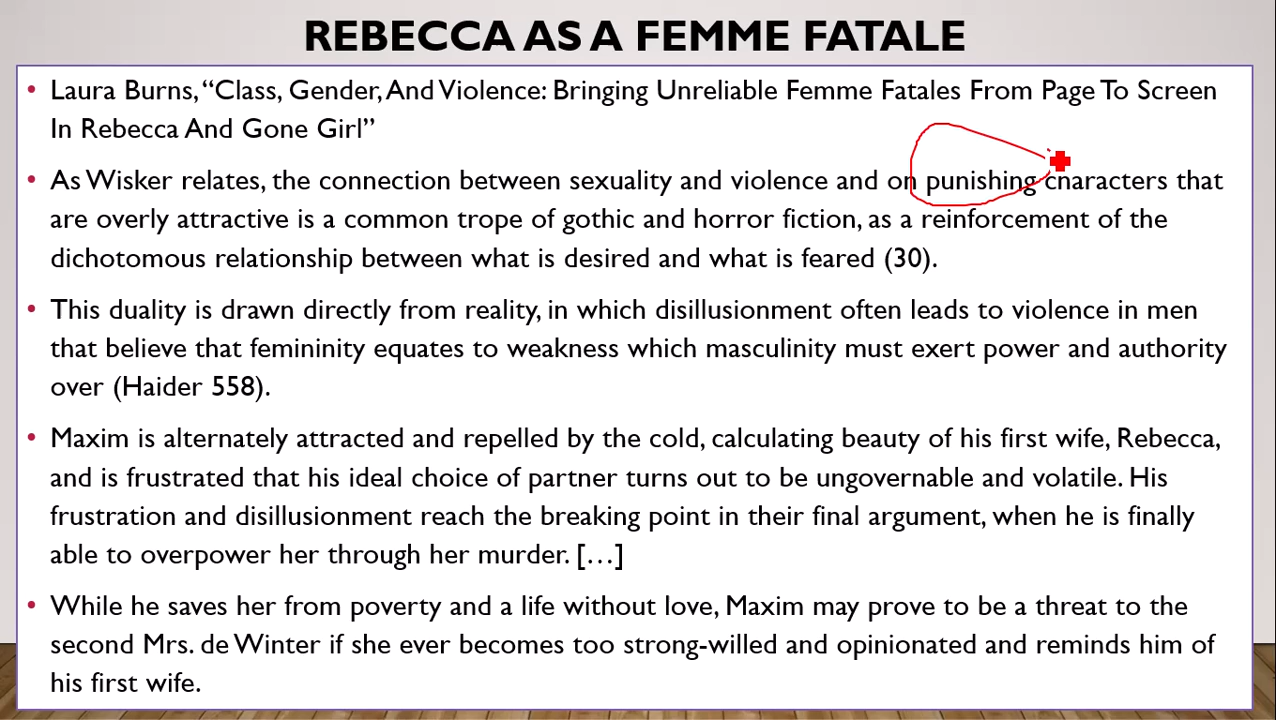 REBECCA AS A FEMME FATALE
• Laura Burns, “Class, Gender, And Violence: Bringing Unreliable Femme Fatales From Page To Screen
In Rebecca And Gone Girl”
• As Wisker relates, the connection between sexuality and violence and on punishing characters that
are overly attractive is a common trope of gothic and horror fiction, as a reinforcement of the
dichotomous relationship between what is desired and what is feared (30).
• This duality is drawn directly from reality, in which disillusionment often leads to violence in men
that believe that femininity equates to weakness which masculinity must exert power and authority
over (Haider 558).
• Maxim is alternately attracted and repelled by the cold, calculating beauty of his first wife, Rebecca,
and is frustrated that his ideal choice of partner turns out to be ungovernable and volatile. His
frustration and disillusionment reach the breaking point in their final argument, when he is finally
able to overpower her through her murder. […]
• While he saves her from poverty and a life without love, Maxim may prove to be a threat to the
second Mrs. de Winter if she ever becomes too strong-willed and opinionated and reminds him of
his first wife.